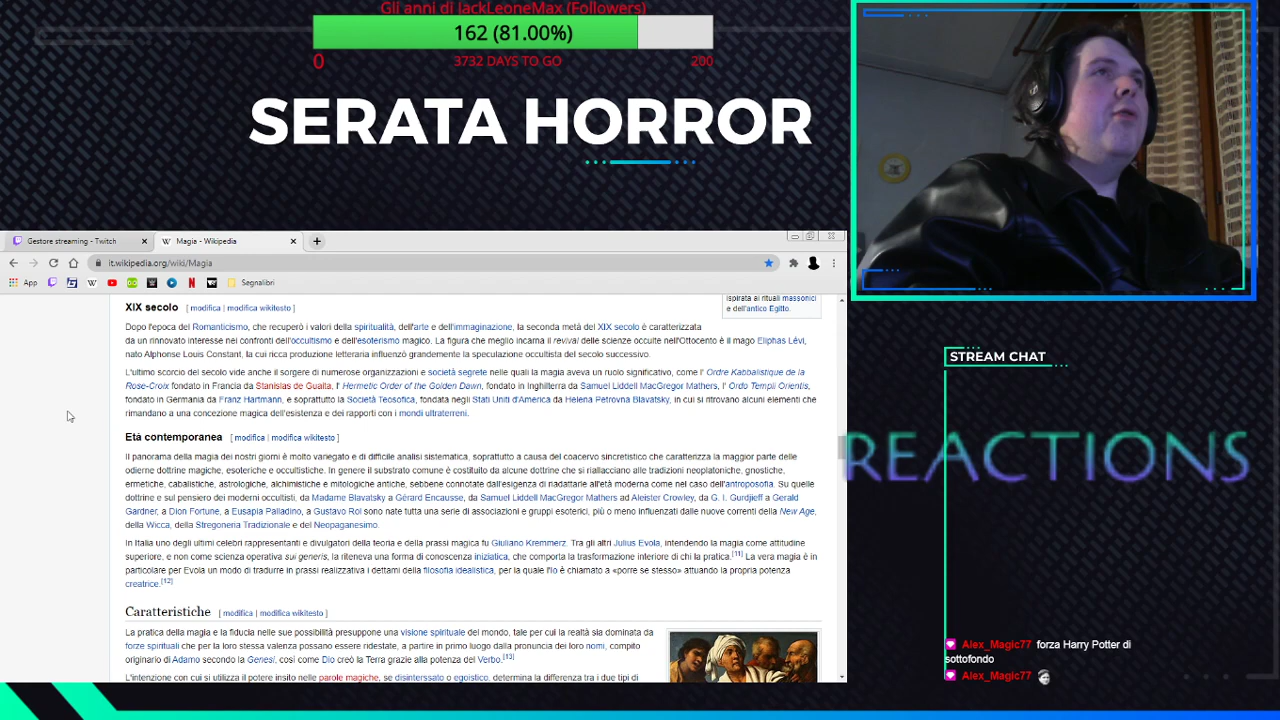 Gli anni di IackLeoneMax (Followers)
162 (81.00%)
0
3732 DAYS TO GO
200
SERATA HORROR
Gestore streaming - Twitch
Magia - Wikipedia
it.wikipedia.org/wiki/Magia
App
Segnalibri
XIX secolo [ modifica | modifica wikitesto ]
ispirata ai rituali massonici
e dell'antico Egitto.
Dopo l'epoca del Romanticismo, che recuperò i valori della spiritualità, dell'arte e dell'immaginazione, la seconda metà del XIX secolo è caratterizzata
da un rinnovato interesse nei confronti dell'occultismo e dell'esoterismo magico. La figura che meglio incarna il revival delle scienze occulte nell'Ottocento è il mago Eliphas Lévi,
nato Alphonse Louis Constant, la cui ricca produzione letteraria influenzò grandemente la speculazione occultista del secolo successivo.
L'ultimo scorcio del secolo vide anche il sorgere di numerose organizzazioni e società segrete nelle quali la magia aveva un ruolo significativo, come l' Ordre Kabbalistique de la
Rose-Croix fondato in Francia da Stanislas de Guaita, l' Hermetic Order of the Golden Dawn, fondato in Inghilterra da Samuel Liddell MacGregor Mathers, l' Ordo Templi Orientis,
fondato in Germania da Franz Hartmann, e soprattutto la Società Teosofica, fondata negli Stati Uniti d'America da Helena Petrovna Blavatsky, in cui si ritrovano alcuni elementi che
rimandano a una concezione magica dell'esistenza e dei rapporti con i mondi ultraterreni.
Età contemporanea [ modifica | modifica wikitesto ]
Il panorama della magia dei nostri giorni è molto variegato e di difficile analisi sistematica, soprattutto a causa del coacervo sincretistico che caratterizza la maggior parte delle
odierne dottrine magiche, esoteriche e occultistiche. In genere il substrato comune è costituito da alcune dottrine che si riallacciano alle tradizioni neoplatoniche, gnostiche,
ermetiche, cabalistiche, astrologiche, alchimistiche e mitologiche antiche, sebbene connotate dall'esigenza di riadattarle all'età moderna come nel caso dell'antroposofia. Su quelle
dottrine e sul pensiero dei moderni occultisti, da Madame Blavatsky a Gérard Encausse, da Samuel Liddell MacGregor Mathers ad Aleister Crowley, da G. I. Gurdjieff a Gerald
Gardner, a Dion Fortune, a Eusapia Palladino, a Gustavo Rol sono nate tutta una serie di associazioni e gruppi esoterici, più o meno influenzati dalle nuove correnti della New Age,
della Wicca, della Stregoneria Tradizionale e del Neopaganesimo.
In Italia uno degli ultimi celebri rappresentanti e divulgatori della teoria e della prassi magica fu Giuliano Kremmerz. Tra gli altri Julius Evola, intendendo la magia come attitudine
superiore, e non come scienza operativa sui generis, la riteneva una forma di conoscenza iniziatica, che comporta la trasformazione interiore di chi la pratica.[11] La vera magia è in
particolare per Evola un modo di tradurre in prassi realizzativa i dettami della filosofia idealistica, per la quale l'Io è chiamato a «porre se stesso» attuando la propria potenza
creatrice.[12]
Caratteristiche [ modifica | modifica wikitesto ]
La pratica della magia e la fiducia nelle sue possibilità presuppone una visione spirituale del mondo, tale per cui la realtà sia dominata da
forze spirituali che per la loro stessa valenza possano essere ridestate, a partire in primo luogo dalla pronuncia dei loro nomi, compito
originario di Adamo secondo la Genesi, così come Dio creò la Terra grazie alla potenza del Verbo.[13]
L'intenzione con cui si utilizza il potere insito nelle parole magiche, se disinteressato o egoistico, determina la differenza tra i due tipi di
STREAM CHAT
REACTIONS
Alex_Magic77 forza Harry Potter di
sottofondo
Alex_Magic77